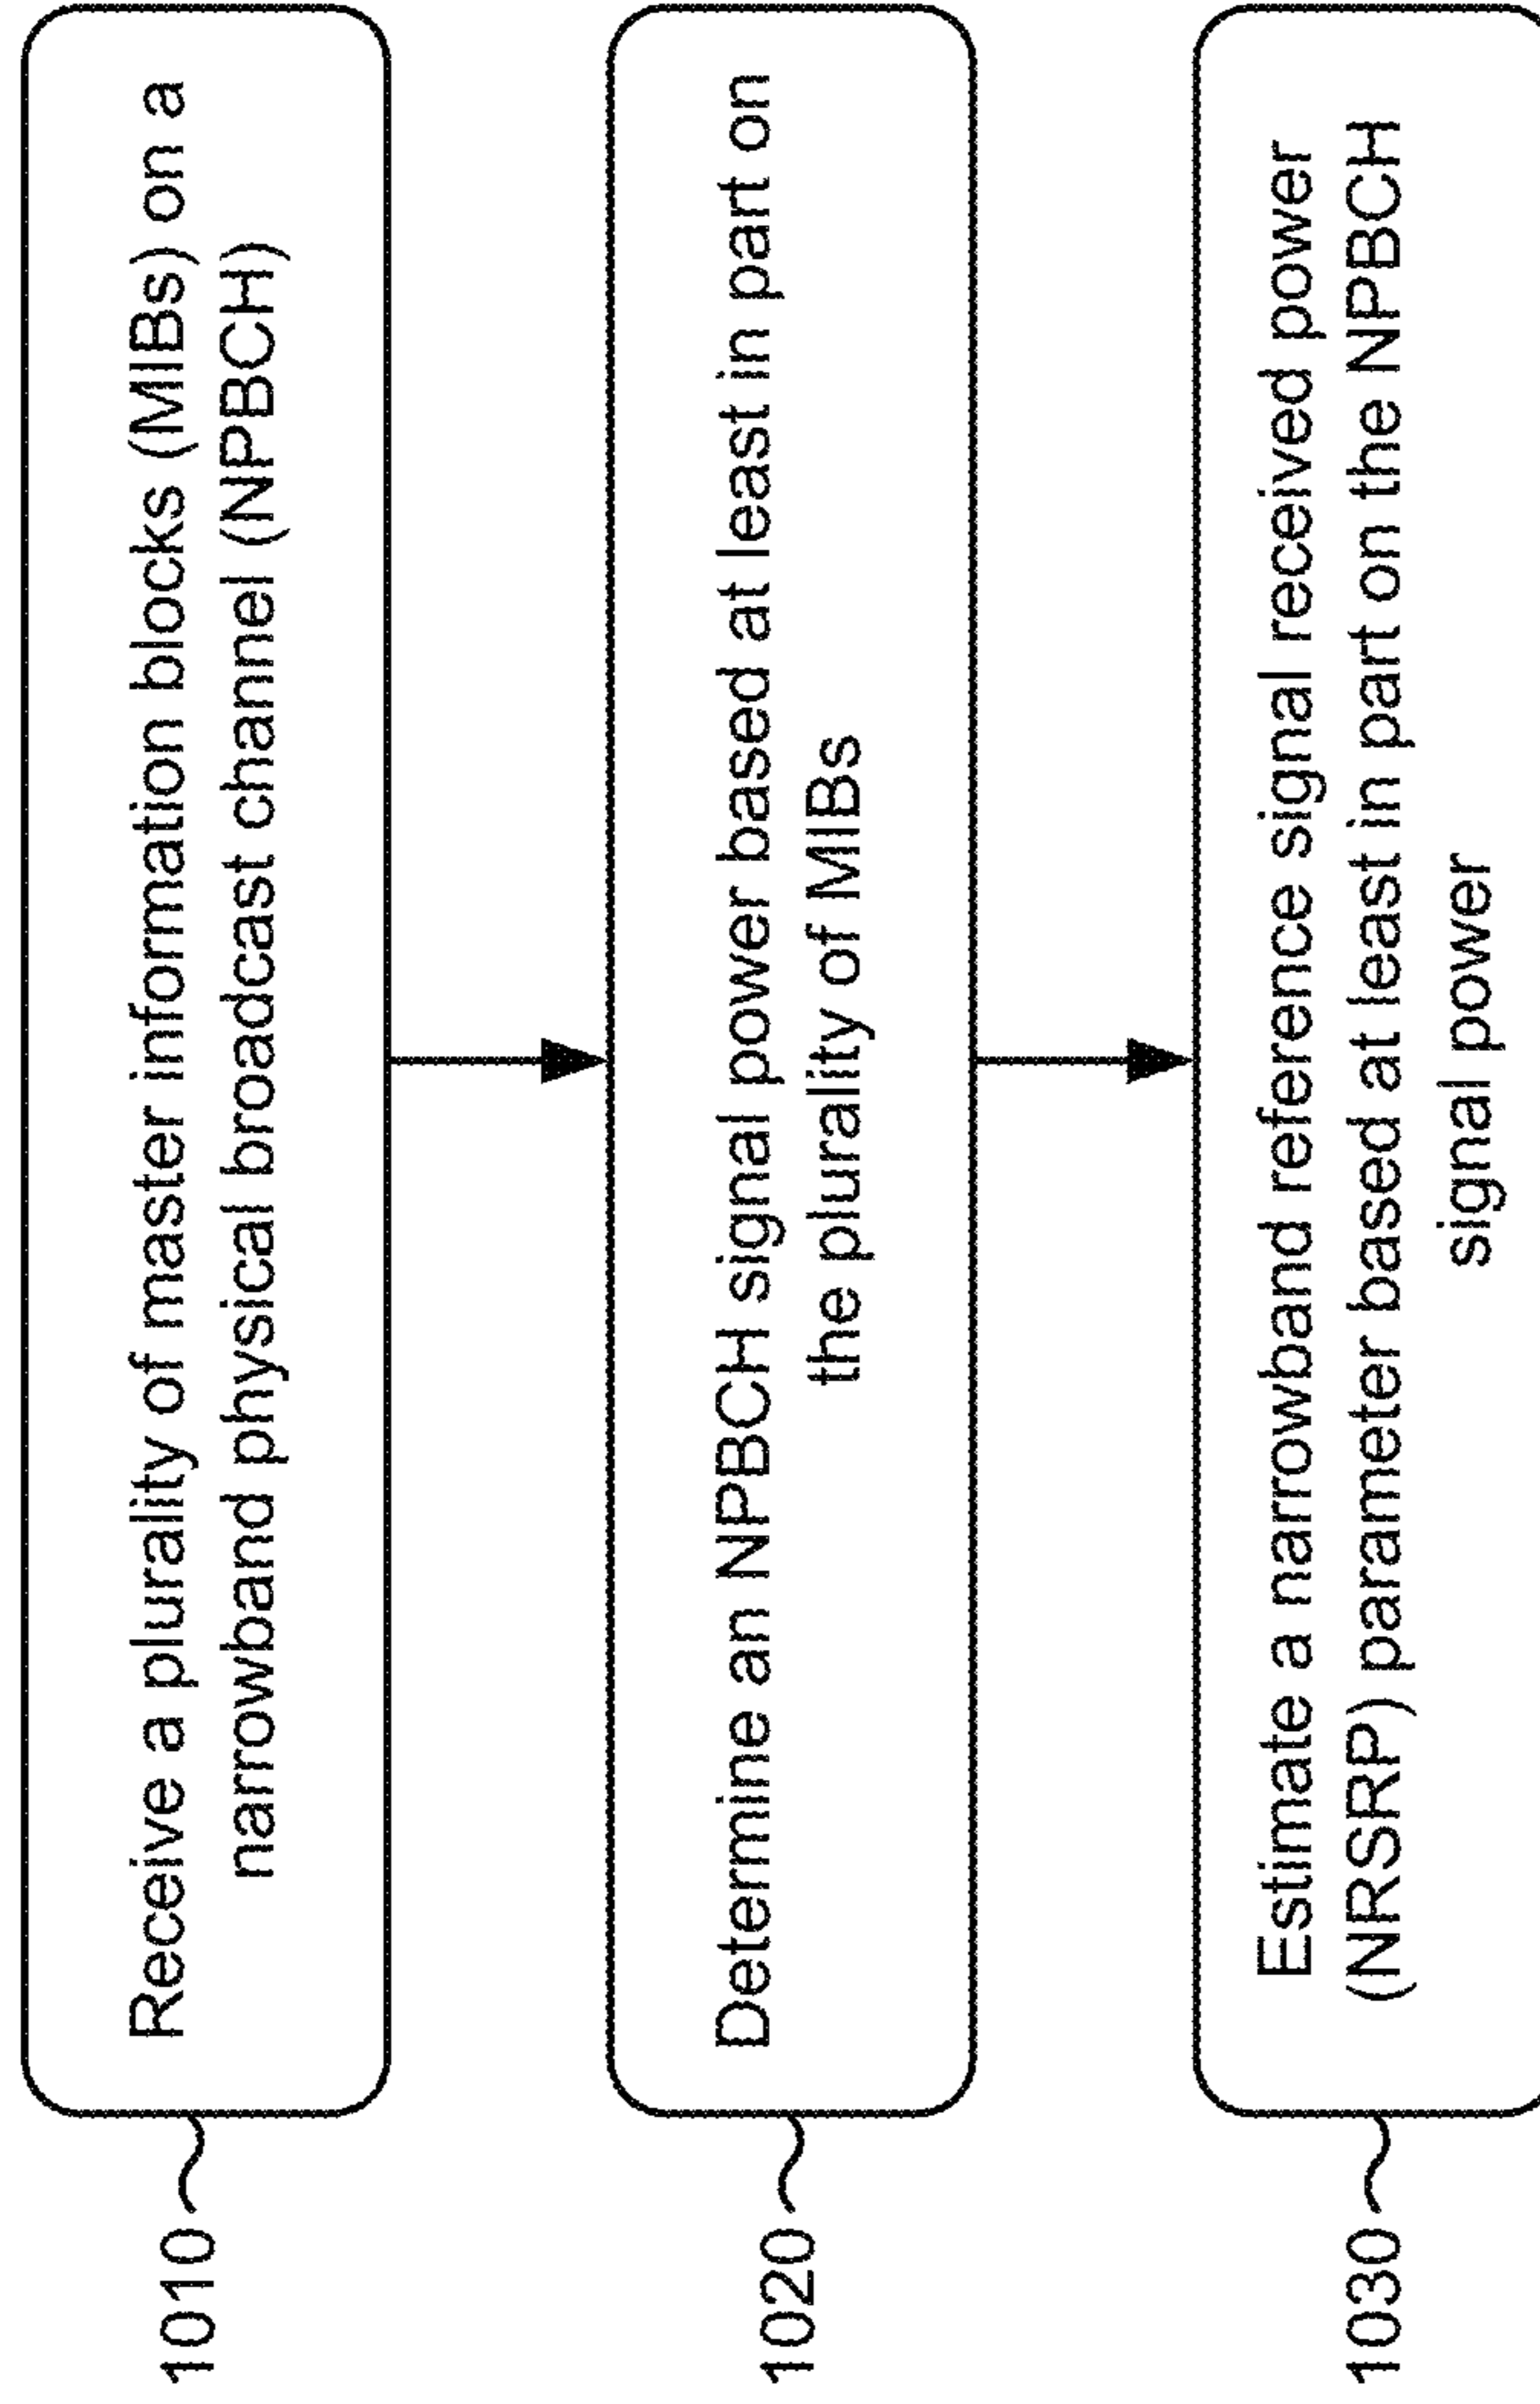 1010
Receive a plurality of master information blocks (MIBs) on a
narrowband physical broadcast channel (NPBCH)
1020
Determine an NPBCH signal power based at least in part on
the plurality of MIBs
1030
Estimate a narrowband reference signal received power
(NRSRP) parameter based at least in part on the NPBCH
signal power